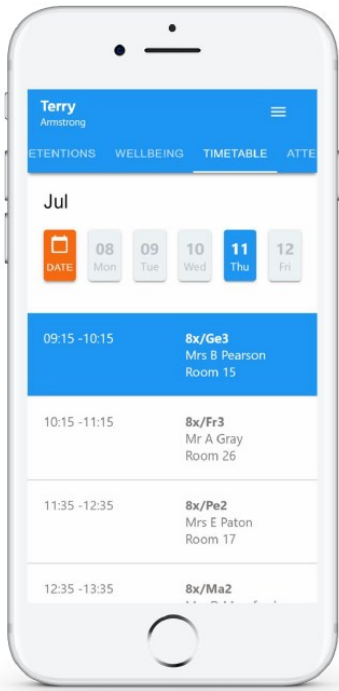 Terry
Armstrong
ETENTIONS WELLBEING TIMETABLE ATTE
Jul
DATE
08
Mon
09
Tue
10
Wed
11
Thu
12
Fri
09:15 -10:15
8x/Ge3
Mrs B Pearson
Room 15
10:15 -11:15
8x/Fr3
Mr A Gray
Room 26
11:35 -12:35
8x/Pe2
Mrs E Paton
Room 17
12:35 -13:35
8x/Ma2